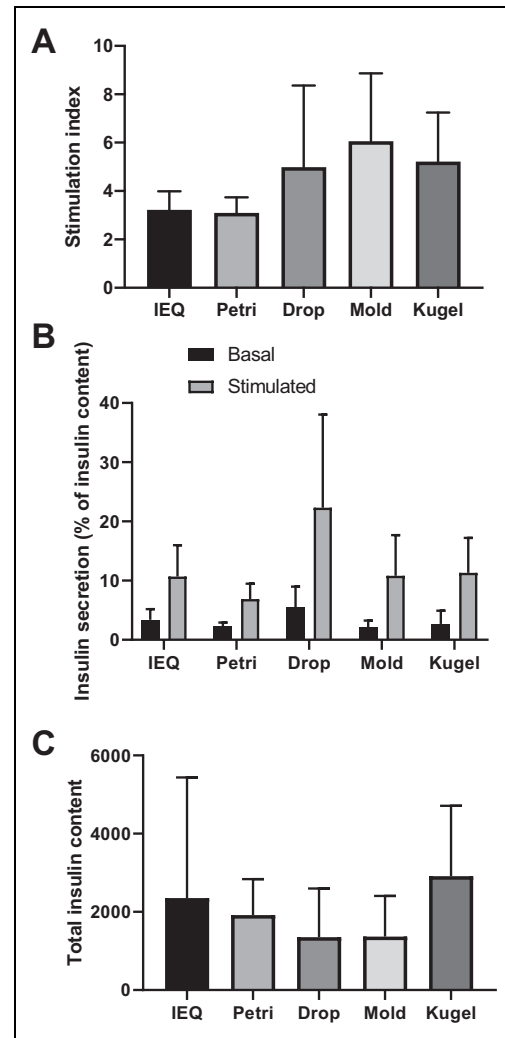 A
Stimulation index
10
8
6
4
2
0
IEQ Petri Drop Mold Kugel
B
Basal
Stimulated
Insulin secretion (% of insulin content)
40
30
20
10
0
IEQ Petri Drop Mold Kugel
C
Total insulin content
6000
4000
2000
0
IEQ Petri Drop Mold Kugel